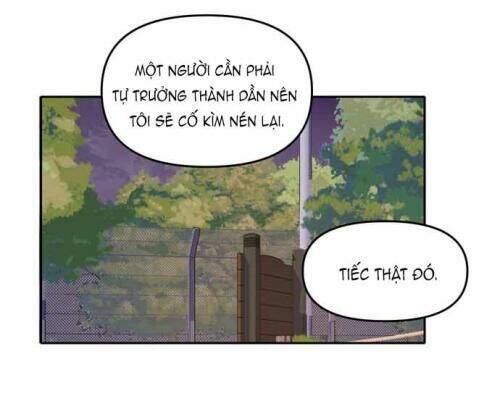 MỘT NGƯỜI CẦN PHẢI
TỰ TRƯỞNG THÀNH DẦN NÊN
TÔI SẼ CỐ KÌM NÉN LẠI.
TIẾC THẬT ĐÓ.